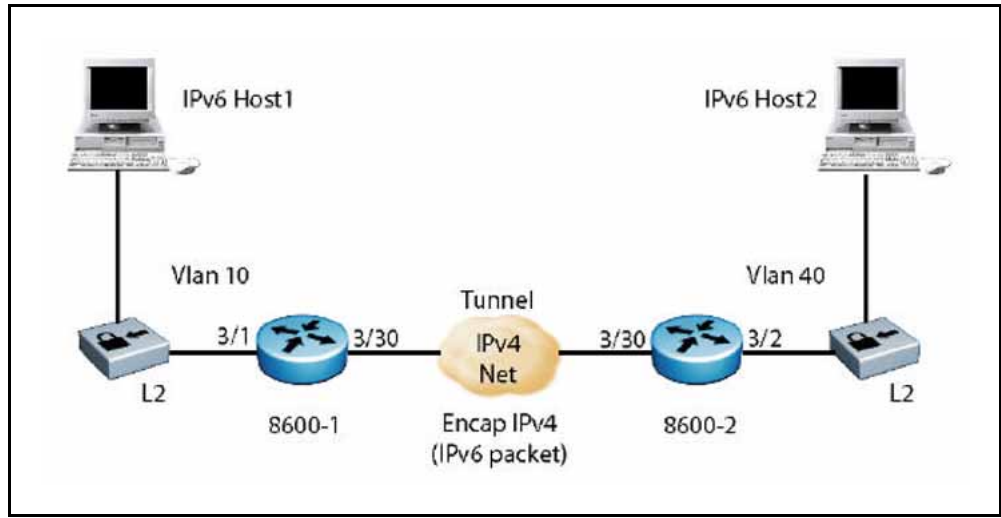 IPv6 Host1
IPv6 Host2
Vlan 10
Vlan 40
Tunnel
3/1
3/30
IPv4
Net
3/30
3/2
L2
L2
8600-1
Encap IPv4
(IPv6 packet)
8600-2